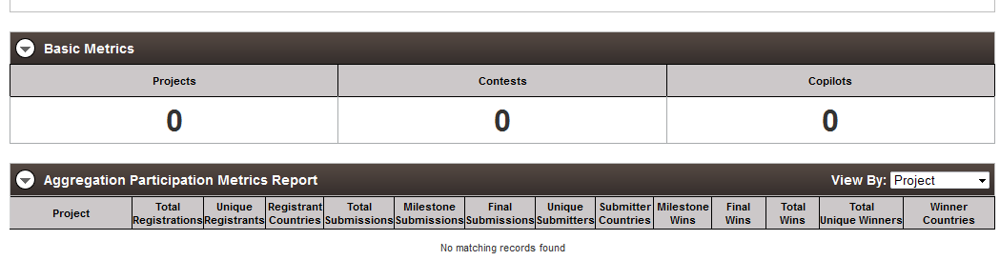 Basic Metrics
Projects Contests Copilots
0 0 0
Aggregation Participation Metrics Report View By: Project
Project Total Registrations Unique Registrants Registrant Countries Total Submissions Milestone Submissions Final Submissions Unique Submitters Submitter Countries Milestone Wins Final Wins Total Wins Total Unique Winners Winner Countries
No matching records found